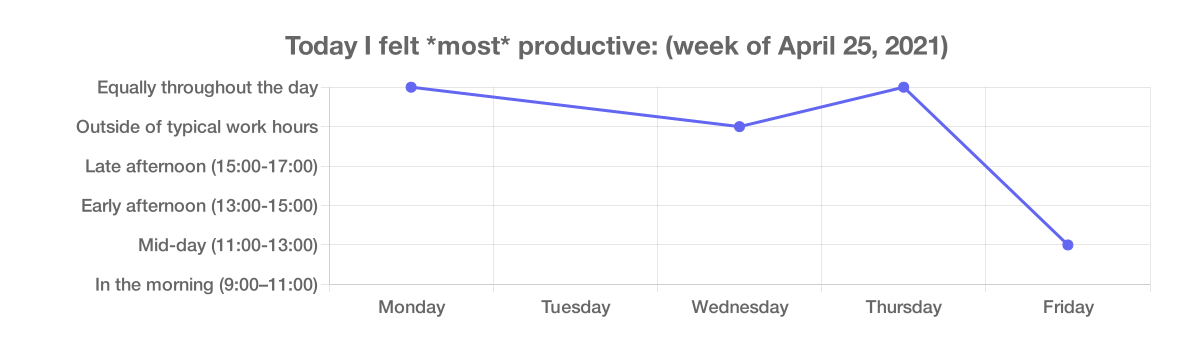 Today I felt *most* productive: (week of April 25, 2021)
Equally throughout the day
Outside of typical work hours
Late afternoon (15:00-17:00)
Early afternoon (13:00-15:00)
Mid-day (11:00-13:00)
In the morning (9:00–11:00)
Monday Tuesday Wednesday Thursday Friday